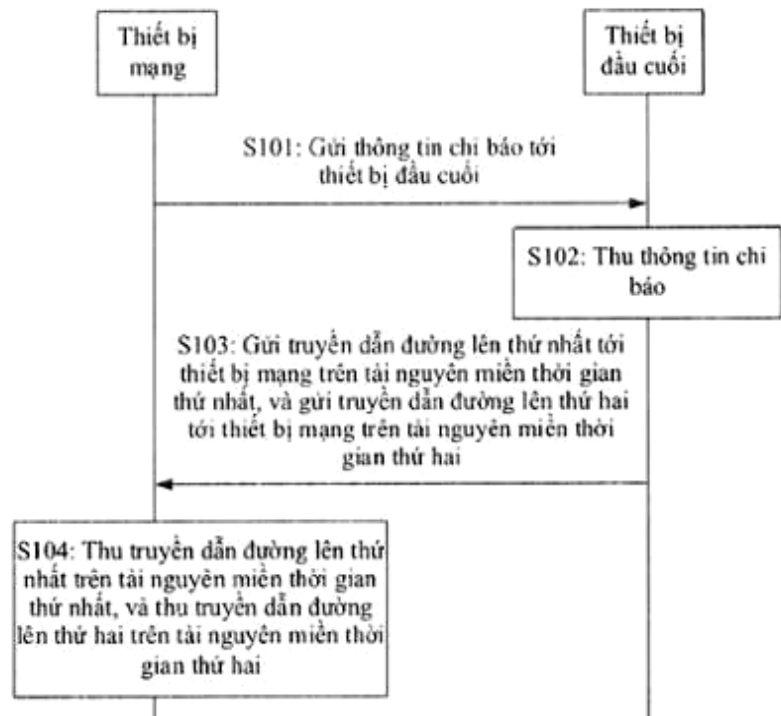 Thiết bị
mạng
Thiết bị
đầu cuối
S101: Gửi thông tin chỉ báo tới
thiết bị đầu cuối
S102: Thu thông tin chỉ
báo
S103: Gửi truyền dẫn đường lên thứ nhất tới
thiết bị mạng trên tài nguyên miền thời gian
thứ nhất, và gửi truyền dẫn đường lên thứ hai
tới thiết bị mạng trên tài nguyên miền thời
gian thứ hai
S104: Thu truyền dẫn đường lên thứ
nhất trên tài nguyên miền thời gian
thứ nhất, và thu truyền dẫn đường
lên thứ hai trên tài nguyên miền thời
gian thứ hai